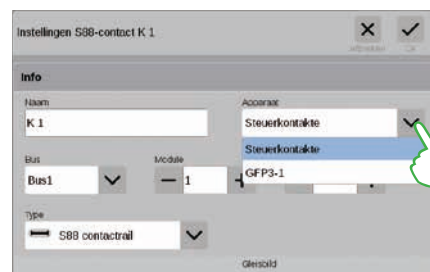 Instellingen S88-contact K 1
Afbreken
Ok
Info
Naam
Apparaat
K 1
Steuerkontakte
Steuerkontakte
GFP3-1
Bus
Module
Bus1
1
Type
S88 contactrail
Gleisbild